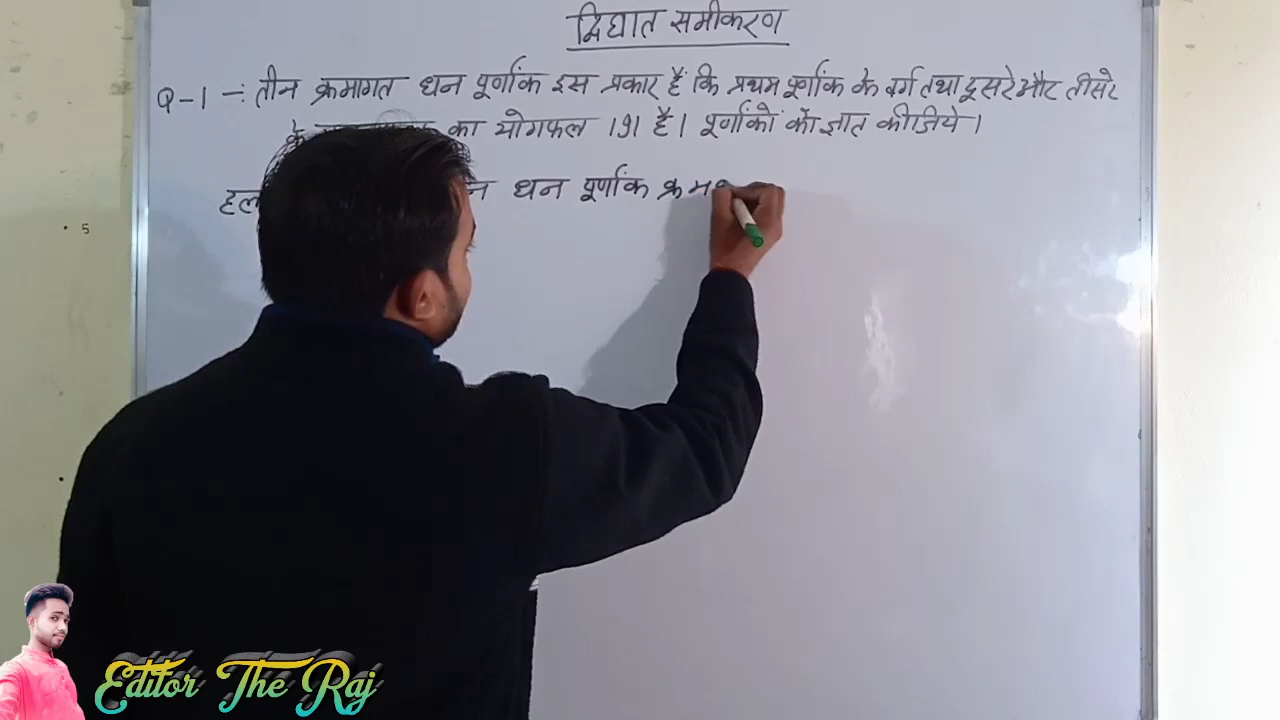 द्विघात समीकरण
Q-1 -: तीन क्रमागत धन पूर्णांक इस प्रकार हैं कि प्रथम पूर्णांक के वर्ग तथा दूसरे और तीसरे
के का योगफल 191 है। पूर्णांकों को ज्ञात कीजिये।
धन पूर्णांक
5
Editor The Raj